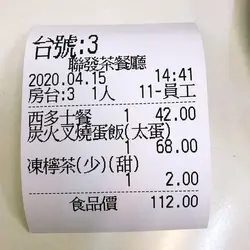 台號:3
聯發茶餐廳
2020.04.15 14:41
房台:3 1人 11-員工
西多士餐 1 42.00
炭火叉燒蛋飯(太蛋)
1 68.00
凍檸茶(少)(甜)
1 2.00
食品價 112.00